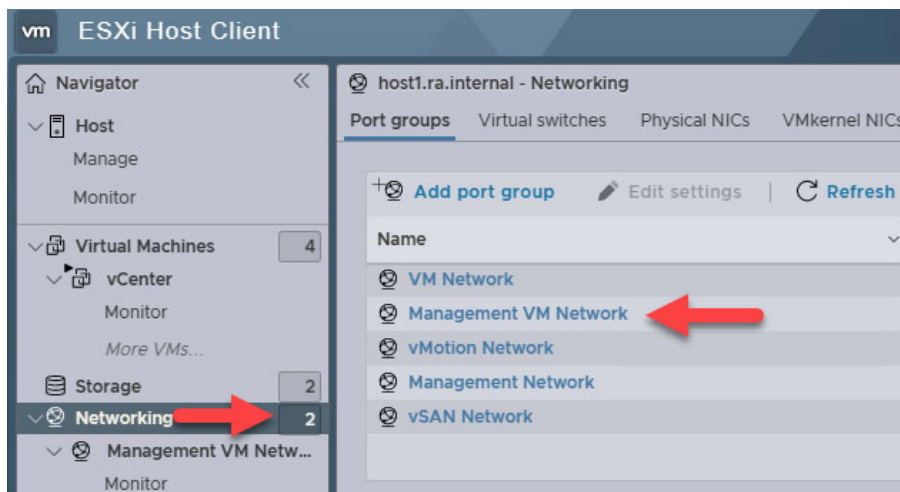 vm ESXi Host Client
Navigator
Host
Manage
Monitor
Virtual Machines 4
vCenter
Monitor
More VMs...
Storage 2
Networking 2
Management VM Netw...
Monitor
host1.ra.internal - Networking
Port groups Virtual switches Physical NICs VMkernel NICs
Add port group Edit settings | Refresh
Name
VM Network
Management VM Network
vMotion Network
Management Network
vSAN Network